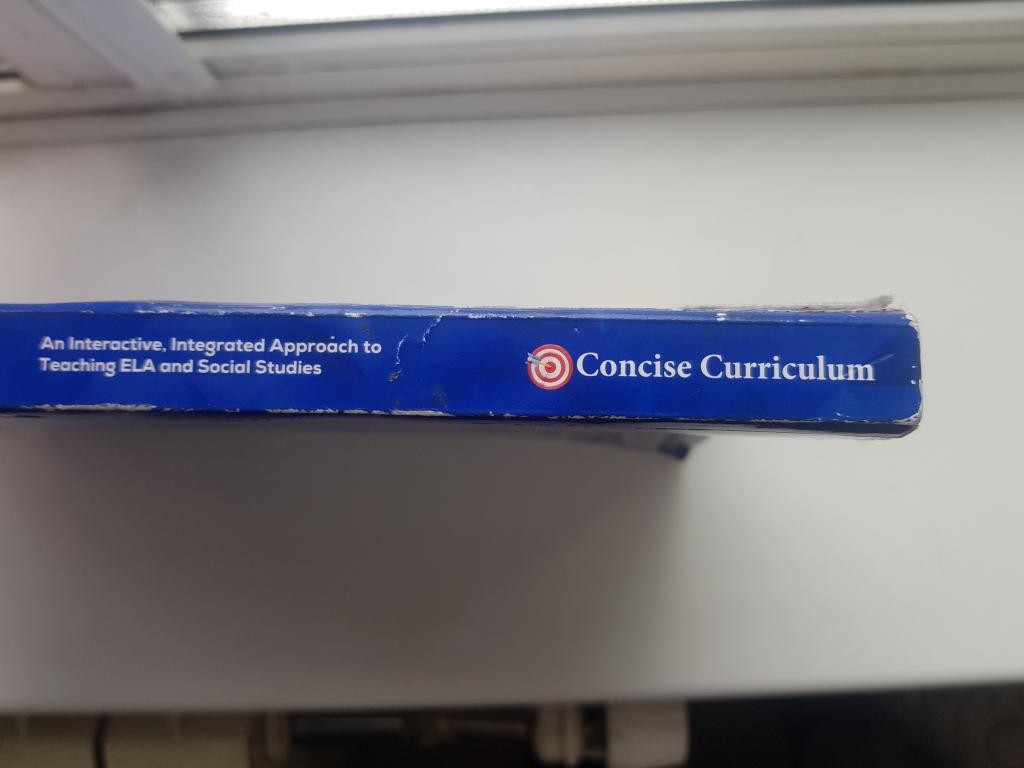 An Interactive, Integrated Approach to
Teaching ELA and Social Studies
Concise Curriculum